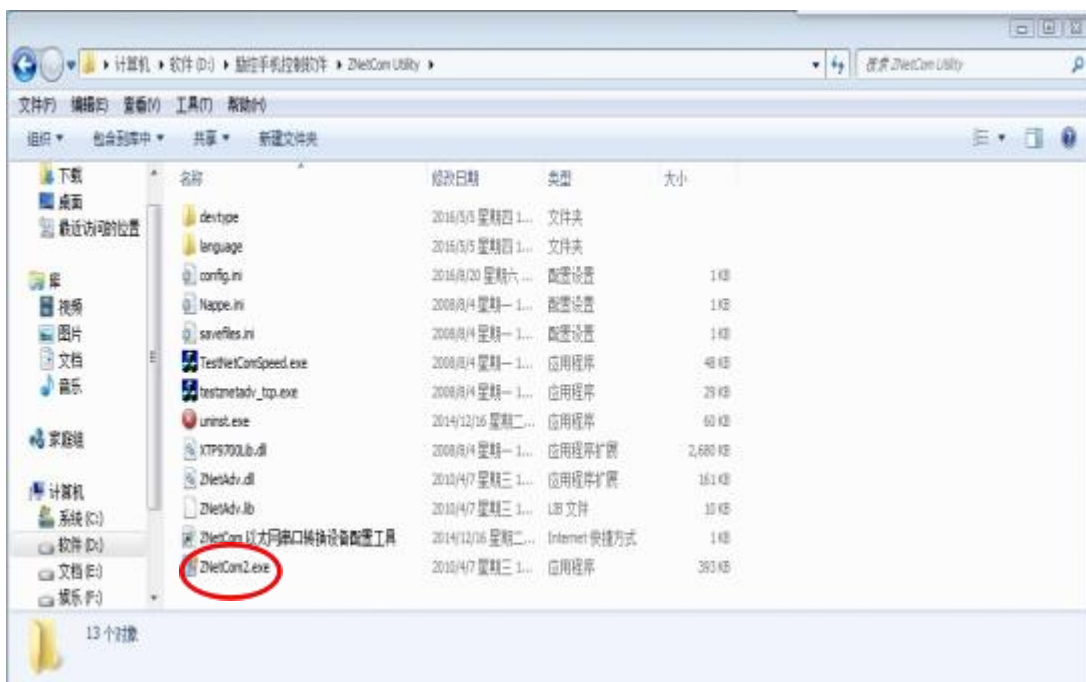 计算机 ▸ 软件 (D:) ▸ 励控手机控制软件 ▸ ZNetCom Utility ▸
搜索 ZNetCom Utility
文件(F) 编辑(E) 查看(V) 工具(T) 帮助(H)
组织 包含到库中 共享 新建文件夹
名称 修改日期 类型 大小
下载
桌面
最近访问的位置
库
视频
图片
文档
音乐
家庭组
计算机
系统 (C:)
软件 (D:)
文档 (E:)
娱乐 (F:)
devtype 2016/5/5 星期四 1... 文件夹
language 2016/5/5 星期四 1... 文件夹
config.ini 2016/8/20 星期六 ... 配置设置 1 KB
Nappe.ini 2008/8/4 星期一 1... 配置设置 1 KB
savefiles.ini 2008/8/4 星期一 1... 配置设置 1 KB
TestNetComSpeed.exe 2008/8/4 星期一 1... 应用程序 48 KB
testznetadv_tcp.exe 2008/8/4 星期一 1... 应用程序 29 KB
uninst.exe 2014/12/16 星期二... 应用程序 60 KB
XTP9700Lib.dll 2008/8/4 星期一 1... 应用程序扩展 2,680 KB
ZNetAdv.dll 2010/4/7 星期三 1... 应用程序扩展 161 KB
ZNetAdv.lib 2010/4/7 星期三 1... LIB 文件 10 KB
ZNetCom 以太网串口转换设备配置工具 2014/12/16 星期二... Internet 快捷方式 1 KB
ZNetCom2.exe 2010/4/7 星期三 1... 应用程序 393 KB
13 个对象